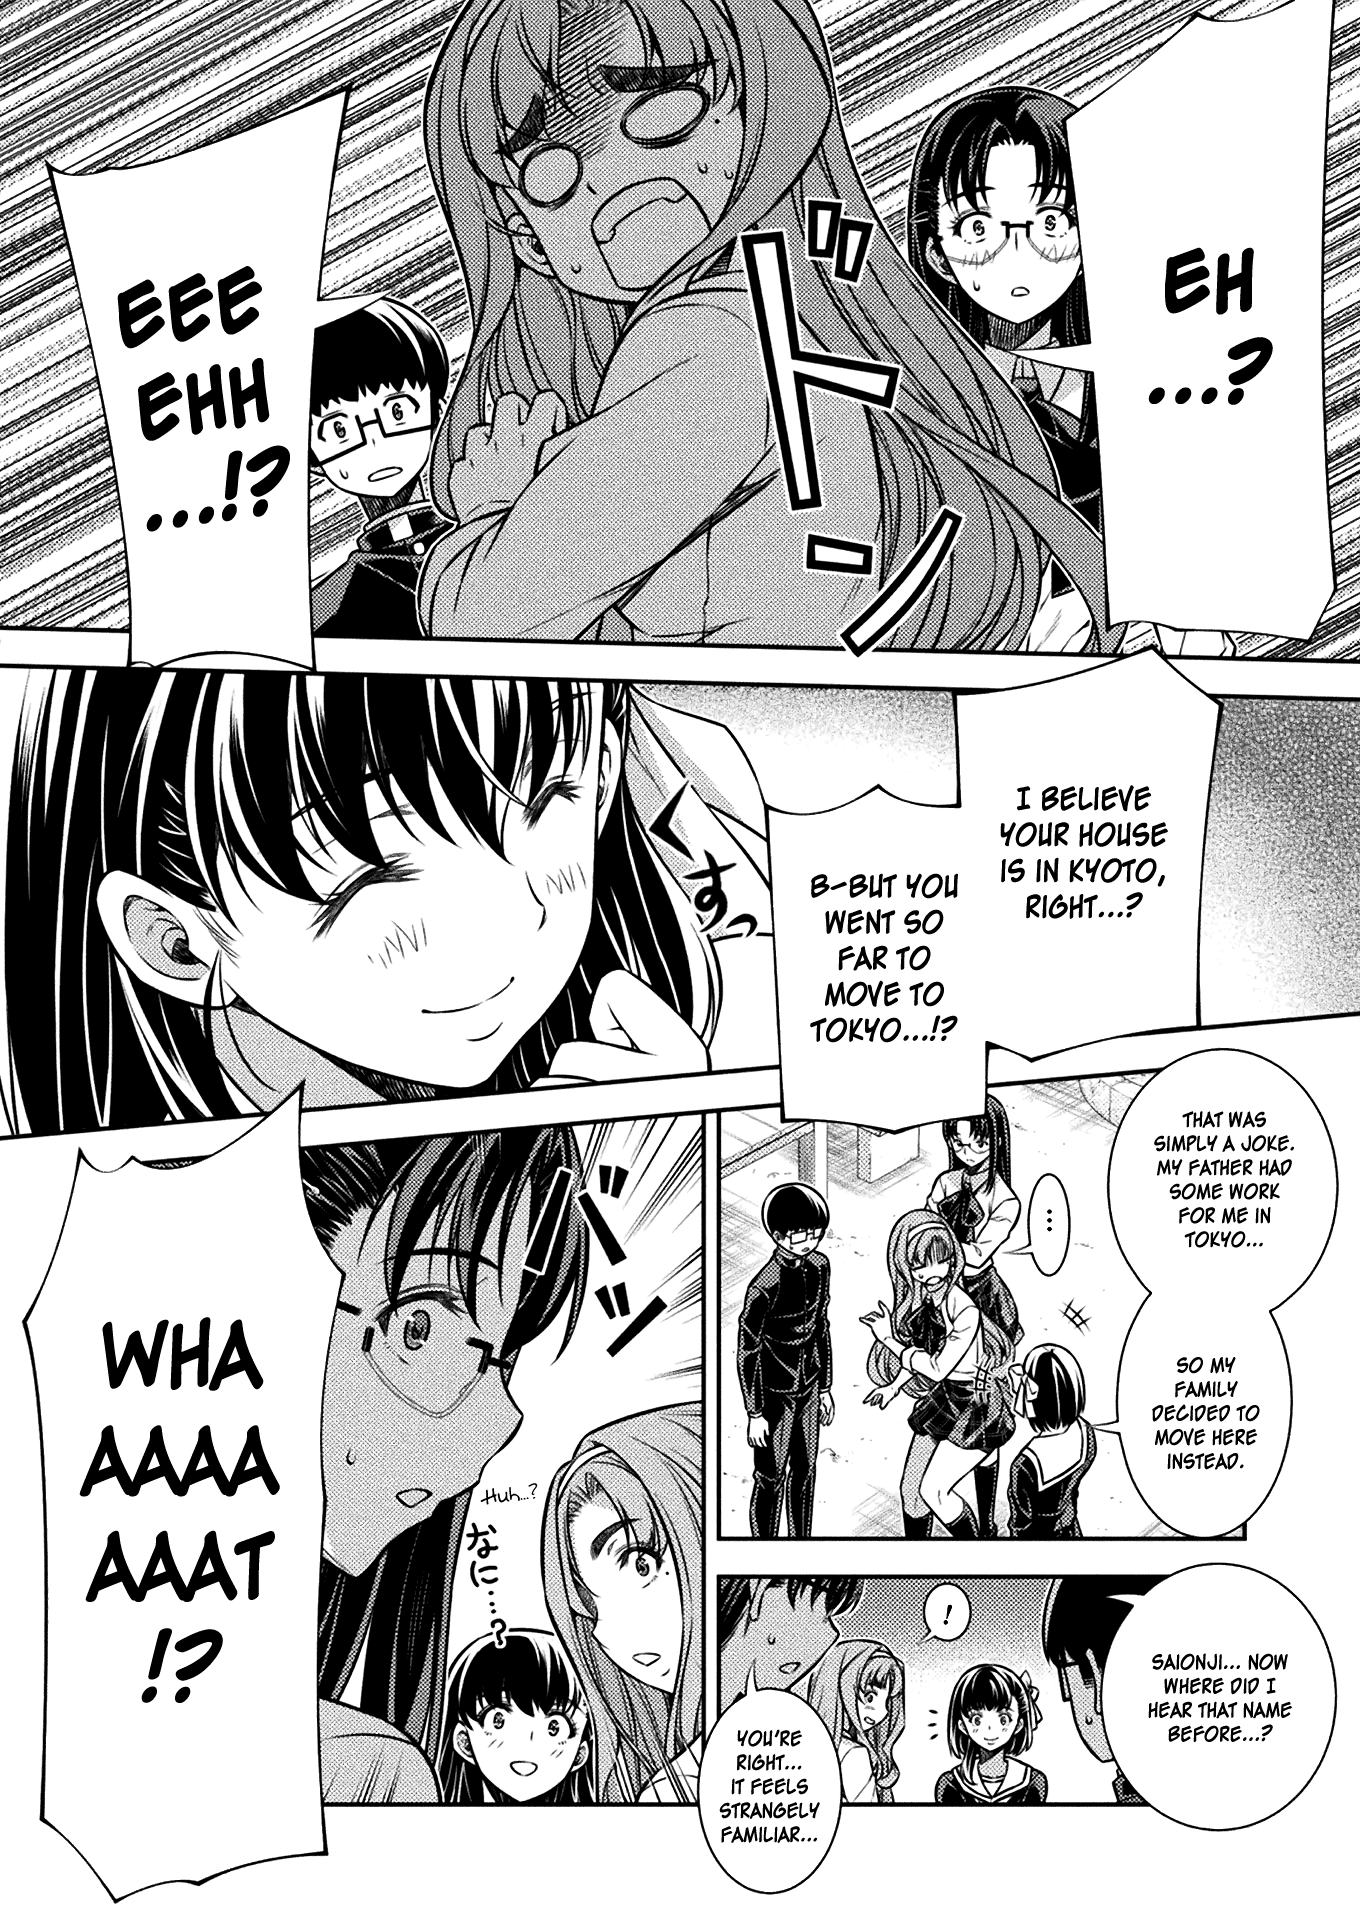 EH
...?
EEE
EHH
...!?
ドン
I BELIEVE
YOUR HOUSE
IS IN KYOTO,
RIGHT...?
B-BUT YOU
WENT SO
FAR TO
MOVE TO
TOKYO...!?
くすっ
THAT WAS
SIMPLY A JOKE.
MY FATHER HAD
SOME WORK
FOR ME IN
TOKYO...
SO MY
FAMILY
DECIDED TO
MOVE HERE
INSTEAD.
...
SAIONJI... NOW
WHERE DID I
HEAR THAT NAME
BEFORE...?
!
YOU'RE
RIGHT...
IT FEELS
STRANGELY
FAMILIAR...
WHA
AAAA
AAAT
!?
Huh...?
なに…?